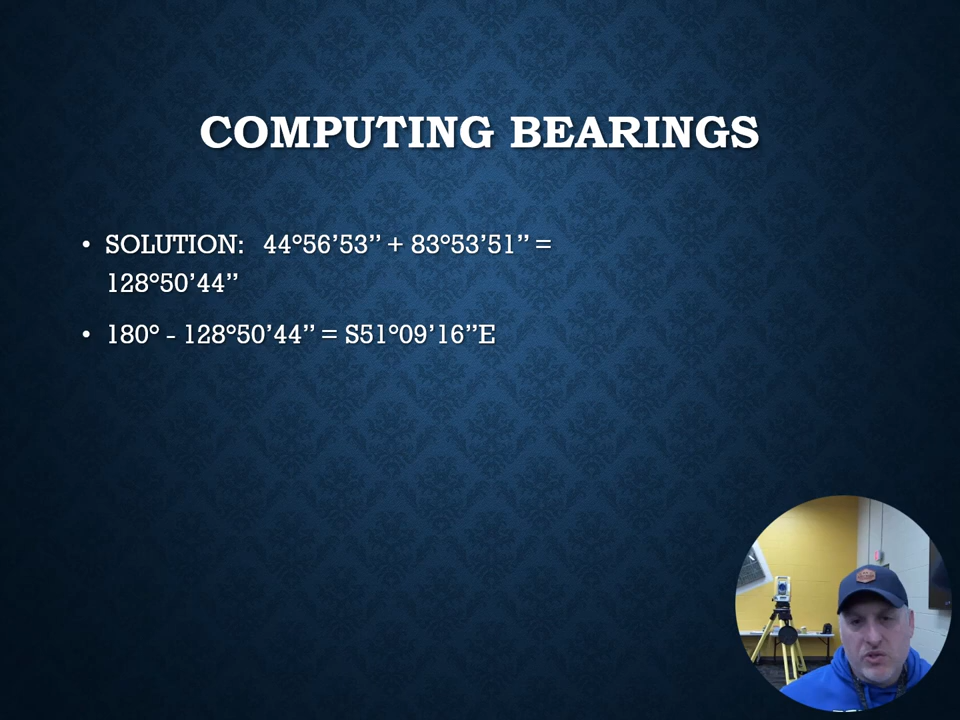 COMPUTING BEARINGS
• SOLUTION: 44°56’53” + 83°53’51” =
128°50’44”
• 180° - 128°50’44” = S51°09’16”E